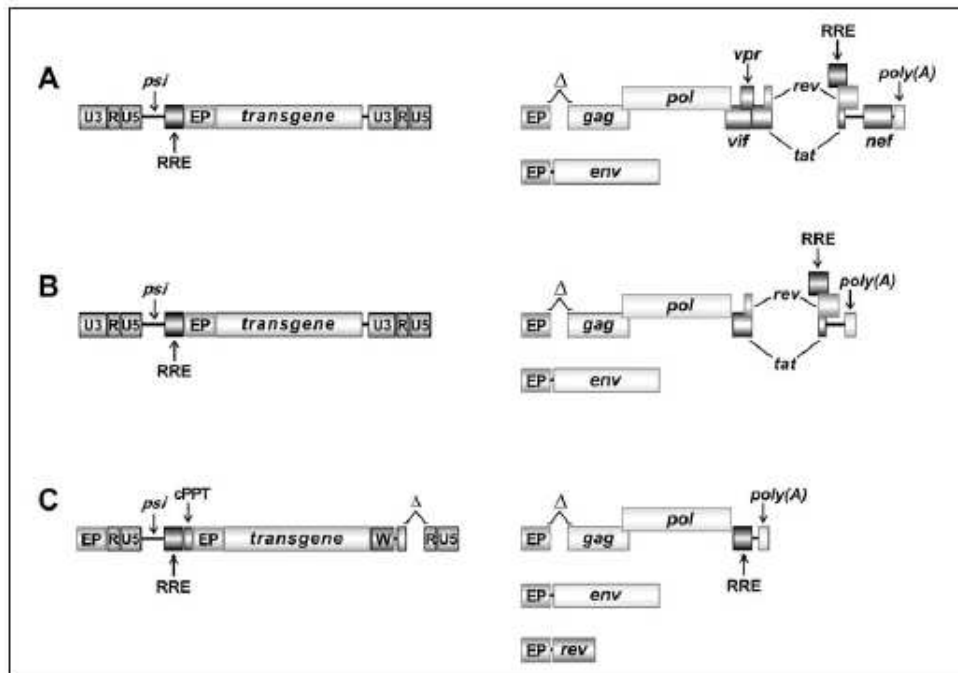 A
psi
U3 R U5 EP transgene U3 R U5
RRE
RRE
vpr
poly(A)
Δ
pol
rev
EP gag
vif
tat
nef
EP env
B
psi
U3 R U5 EP transgene U3 R U5
RRE
RRE
poly(A)
Δ
pol
rev
EP gag
tat
EP env
C
psi
cPPT
Δ
EP R U5 EP transgene W R U5
RRE
Δ
poly(A)
pol
EP gag
RRE
EP env
EP rev